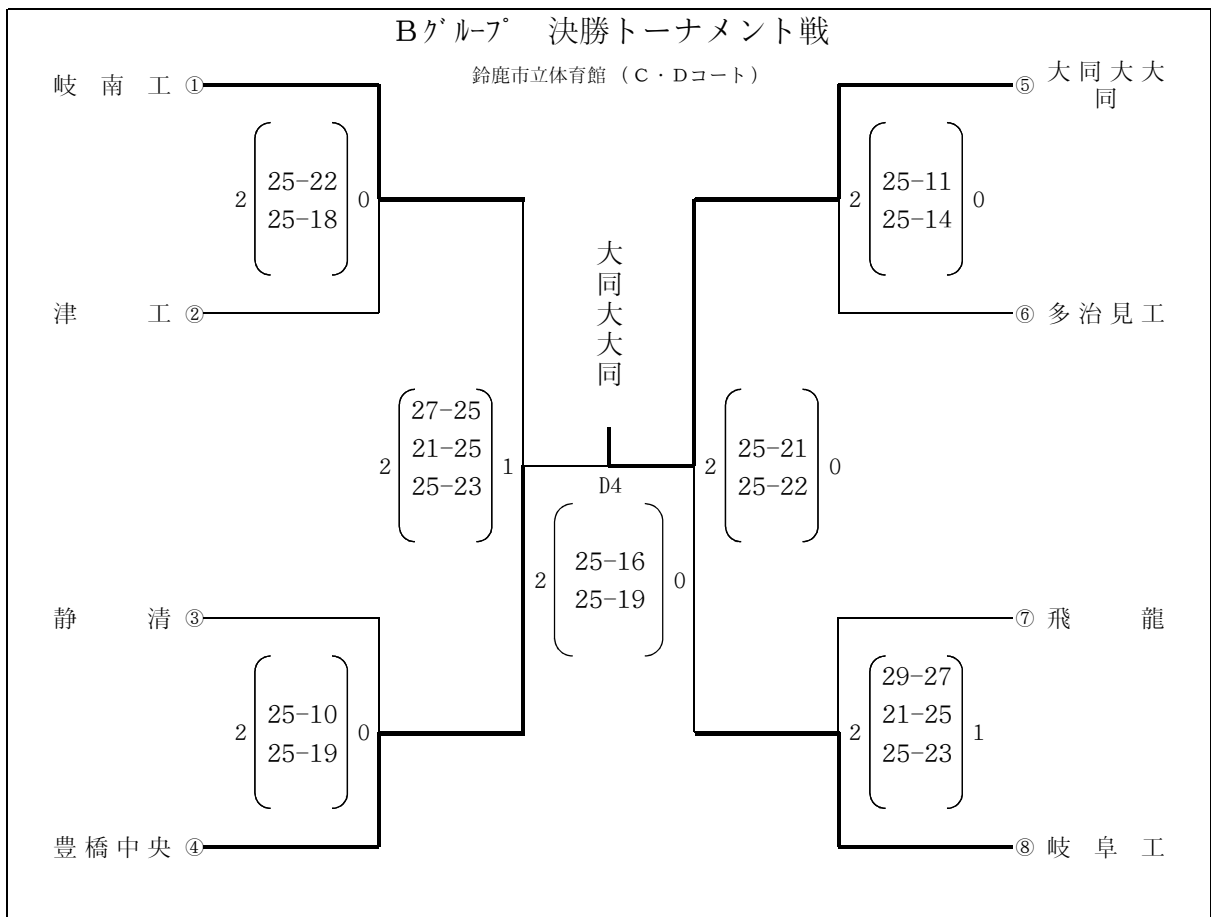 Bグループ 決勝トーナメント戦
鈴鹿市立体育館（C・Dコート）
岐南工 ①
⑤ 大同大大
同
2 25-22 0
25-18
2 25-11 0
25-14
大同大大同
津工 ②
⑥ 多治見工
27-25
2 21-25 1
25-23
2 25-21 0
25-22
D4
2 25-16 0
25-19
静清 ③
⑦ 飛龍
2 25-10 0
25-19
29-27
2 21-25 1
25-23
豊橋中央 ④
⑧ 岐阜工